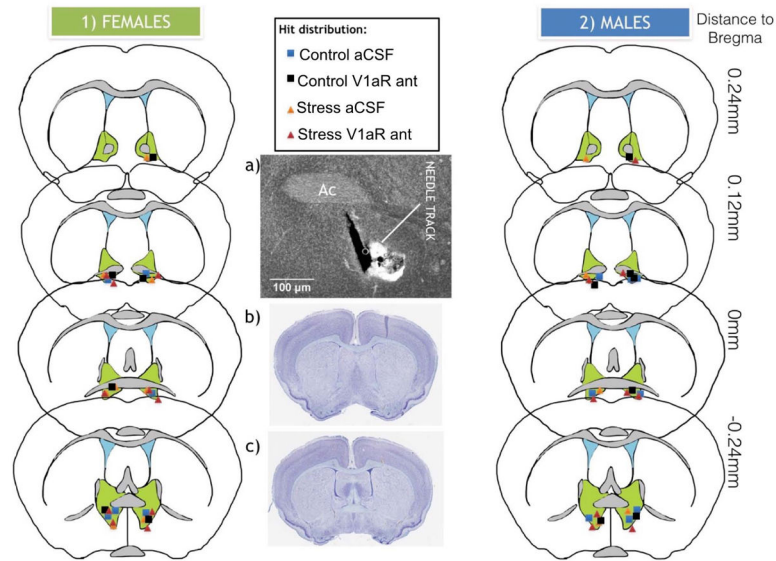 1) FEMALES
Hit distribution:
Control aCSF
Control V1aR ant
Stress aCSF
Stress V1aR ant
2) MALES
Distance to
Bregma
0.24mm
0.12mm
0mm
-0.24mm
a)
Ac
NEEDLE TRACK
100 µm
b)
c)